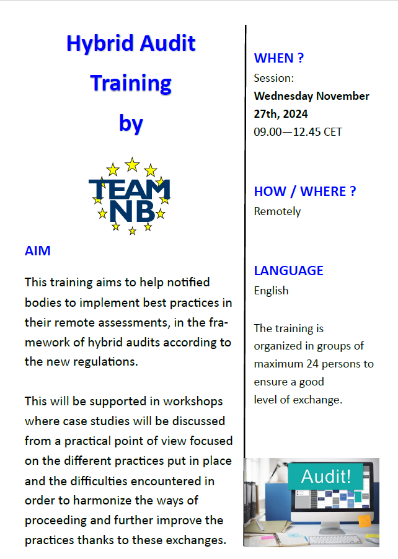 Hybrid Audit
Training
by
TEAM
NB
AIM
This training aims to help notified
bodies to implement best practices in
their remote assessments, in the fra-
mework of hybrid audits according to
the new regulations.
This will be supported in workshops
where case studies will be discussed
from a practical point of view focused
on the different practices put in place
and the difficulties encountered in
order to harmonize the ways of
proceeding and further improve the
practices thanks to these exchanges.
WHEN ?
Session:
Wednesday November
27th, 2024
09.00—12.45 CET
HOW / WHERE ?
Remotely
LANGUAGE
English
The training is
organized in groups of
maximum 24 persons to
ensure a good
level of exchange.
Audit!